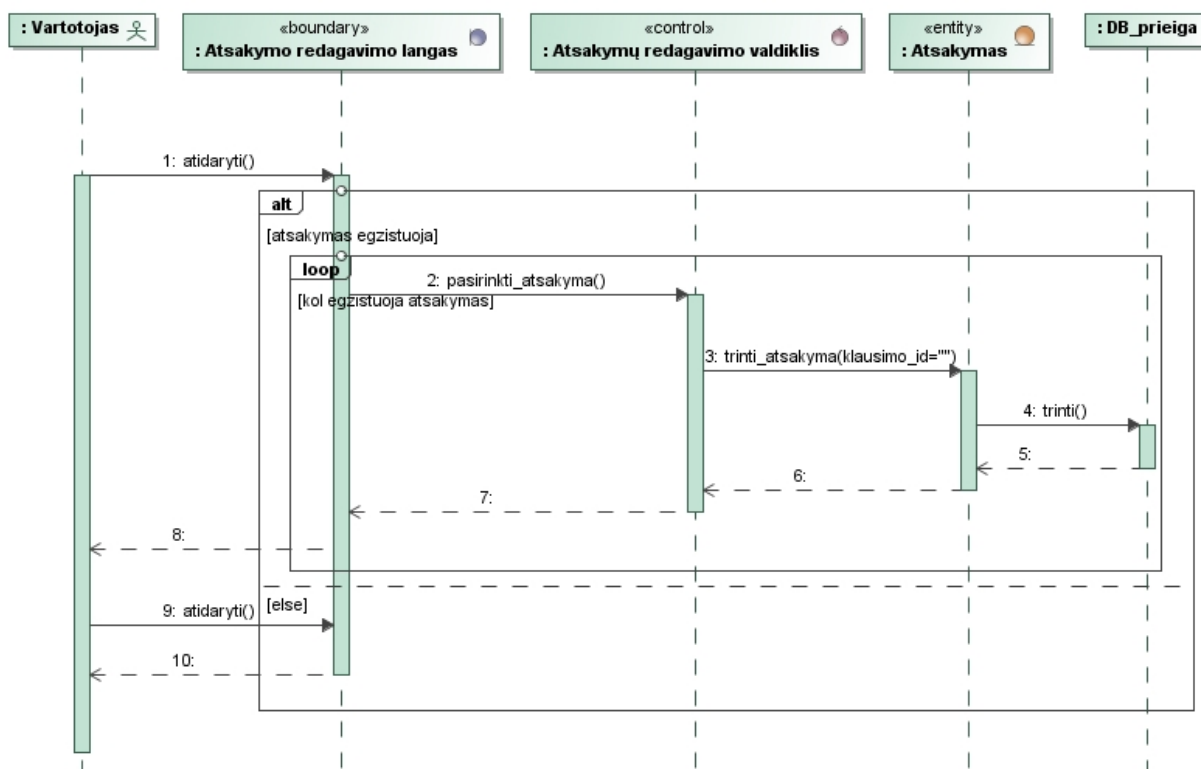 : Vartotojas
«boundary»
: Atsakymo redagavimo langas
«control»
: Atsakymų redagavimo valdiklis
«entity»
: Atsakymas
: DB_prieiga
1: atidaryti()
alt
[atsakymas egzistuoja]
loop
2: pasirinkti_atsakyma()
[kol egzistuoja atsakymas]
3: trinti_atsakyma(klausimo_id="")
4: trinti()
5:
6:
7:
8:
[else]
9: atidaryti()
10: